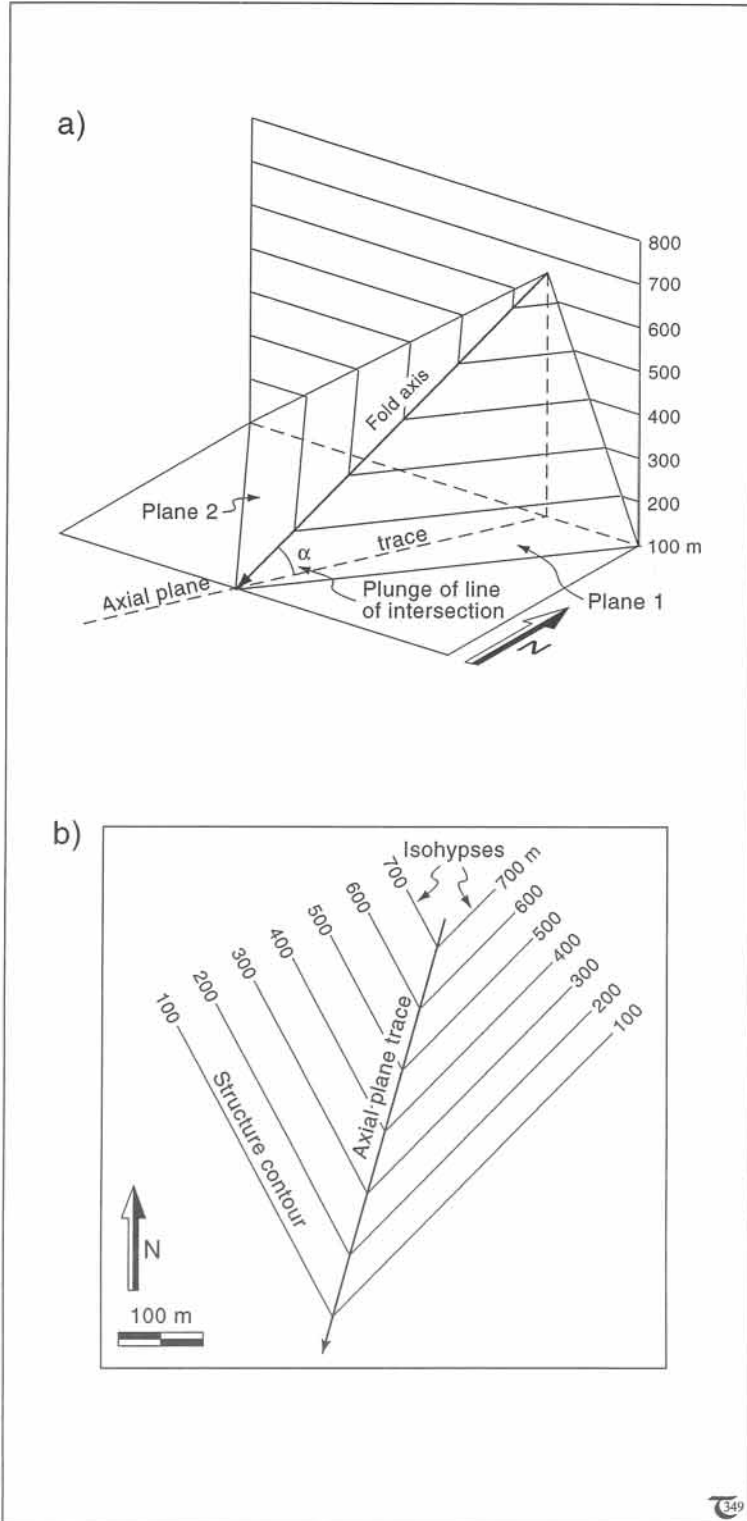 a)
800
700
600
500
400
300
200
100 m
Fold axis
Plane 2
α
trace
Axial plane
Plunge of line
of intersection
Plane 1
N
b)
Isohypses
700
600
500
400
300
200
100
700 m
600
500
400
300
200
100
Axial plane trace
Structure contour
N
100 m
349